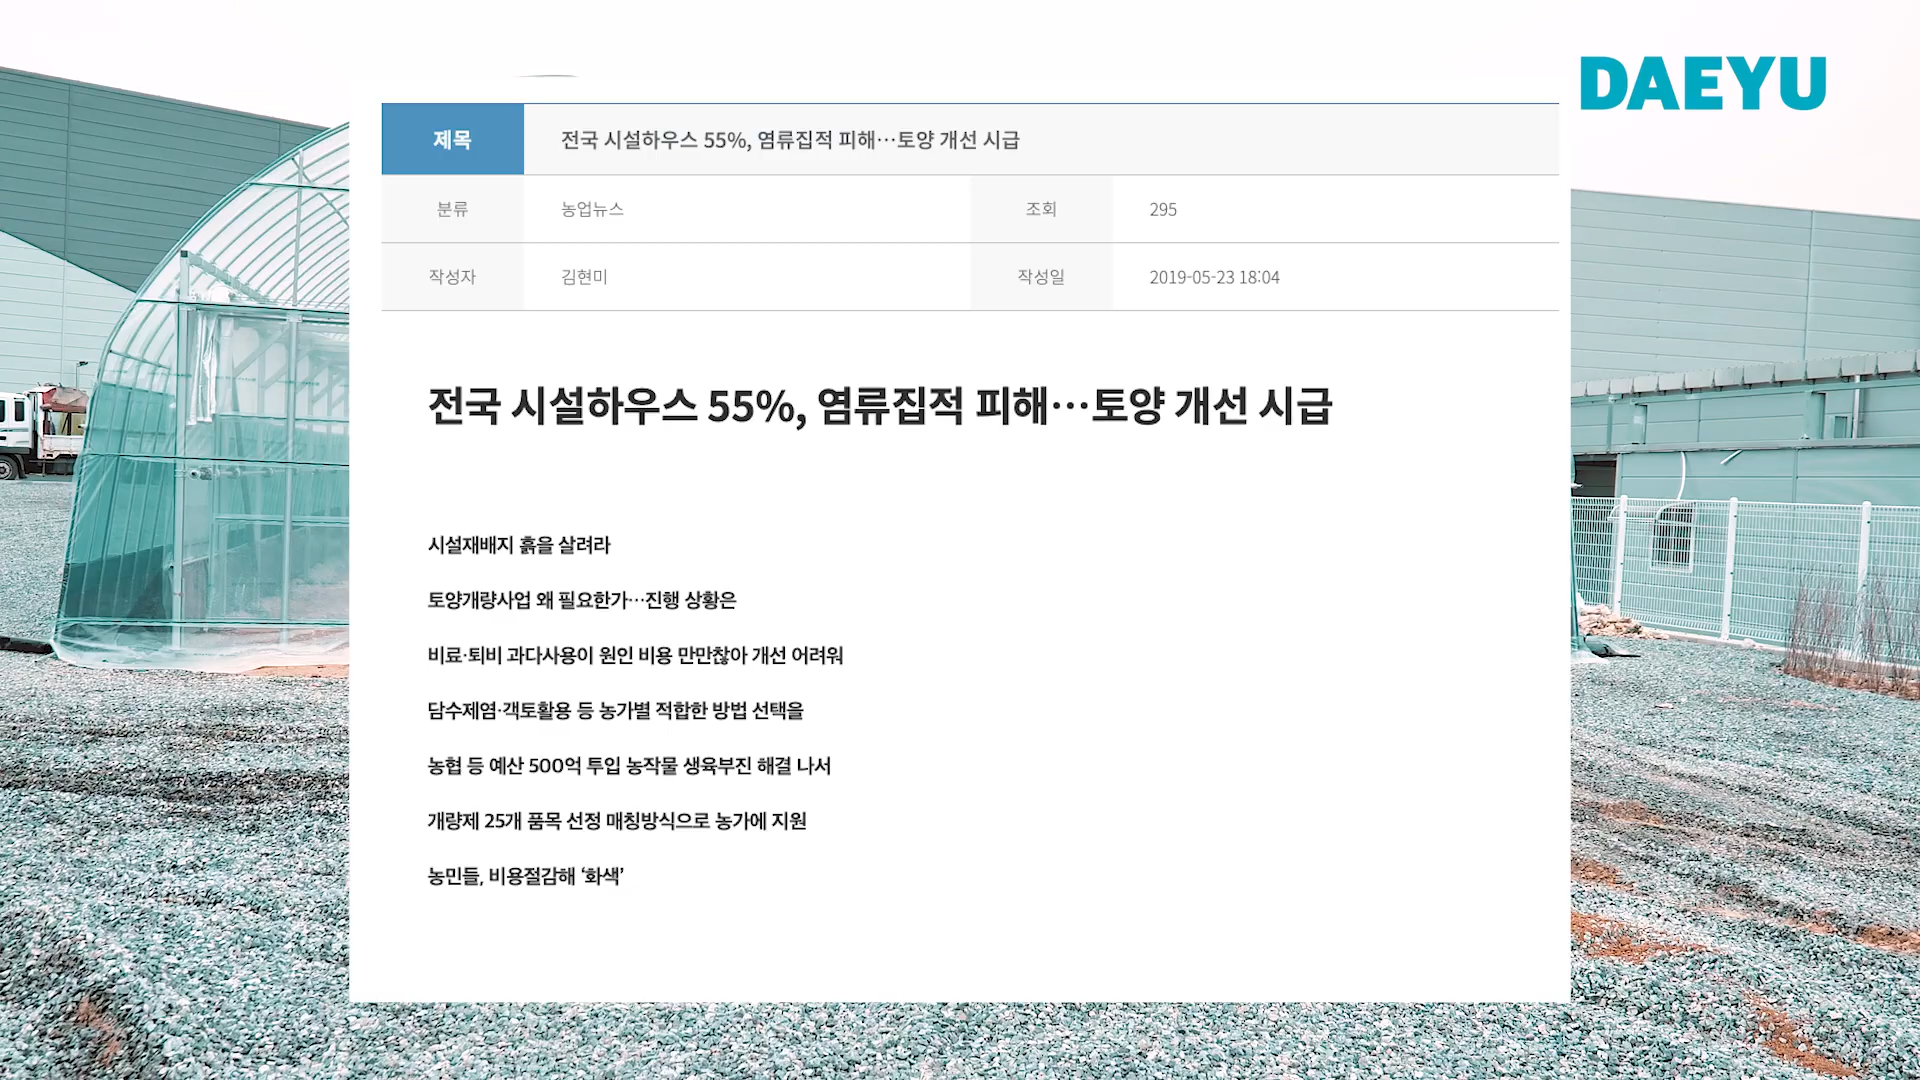 DAEYU
제목 전국 시설하우스 55%, 염류집적 피해…토양 개선 시급
분류 농업뉴스 조회 295
작성자 김현미 작성일 2019-05-23 18:04
전국 시설하우스 55%, 염류집적 피해…토양 개선 시급
시설재배지 흙을 살려라
토양개량사업 왜 필요한가…진행 상황은
비료·퇴비 과다사용이 원인 비용 만만찮아 개선 어려워
담수제염·객토활용 등 농가별 적합한 방법 선택을
농협 등 예산 500억 투입 농작물 생육부진 해결 나서
개량제 25개 품목 선정 매칭방식으로 농가에 지원
농민들, 비용절감해 ‘화색’